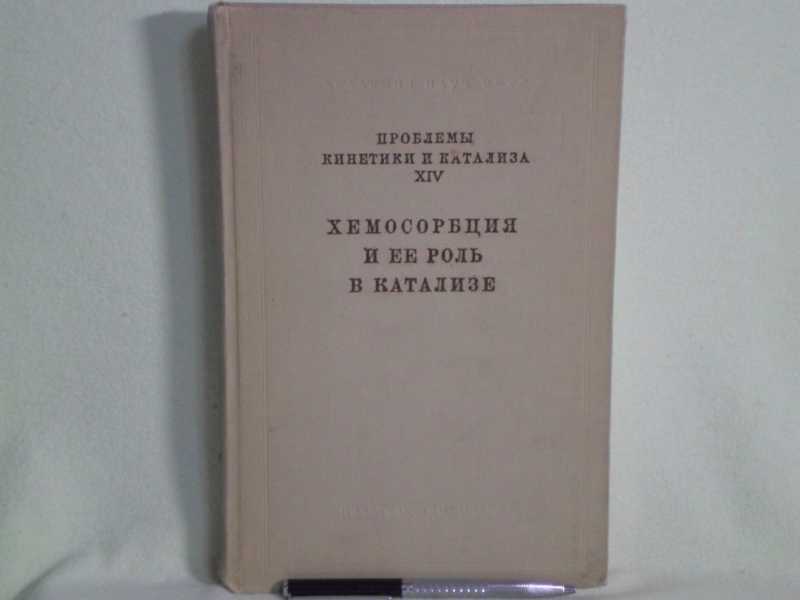 ПРОБЛЕМЫ
КИНЕТИКИ И КАТАЛИЗА
XIV
ХЕМОСОРБЦИЯ
И ЕЕ РОЛЬ
В КАТАЛИЗЕ